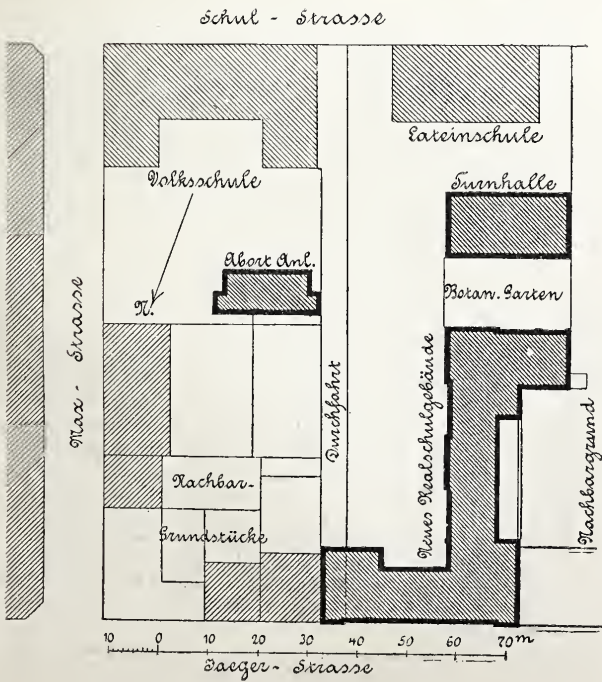 Schul - Strasse
Lateinschule
Volksschule
Turnhalle
Abort Anl.
Botan. Garten
N.
Max - Strasse
Durchfahrt
Neues Realschulgebäude
Nachbargrund
Nachbar-
Grundstücke
10 0 10 20 30 40 50 60 70 m
Jaeger - Strasse